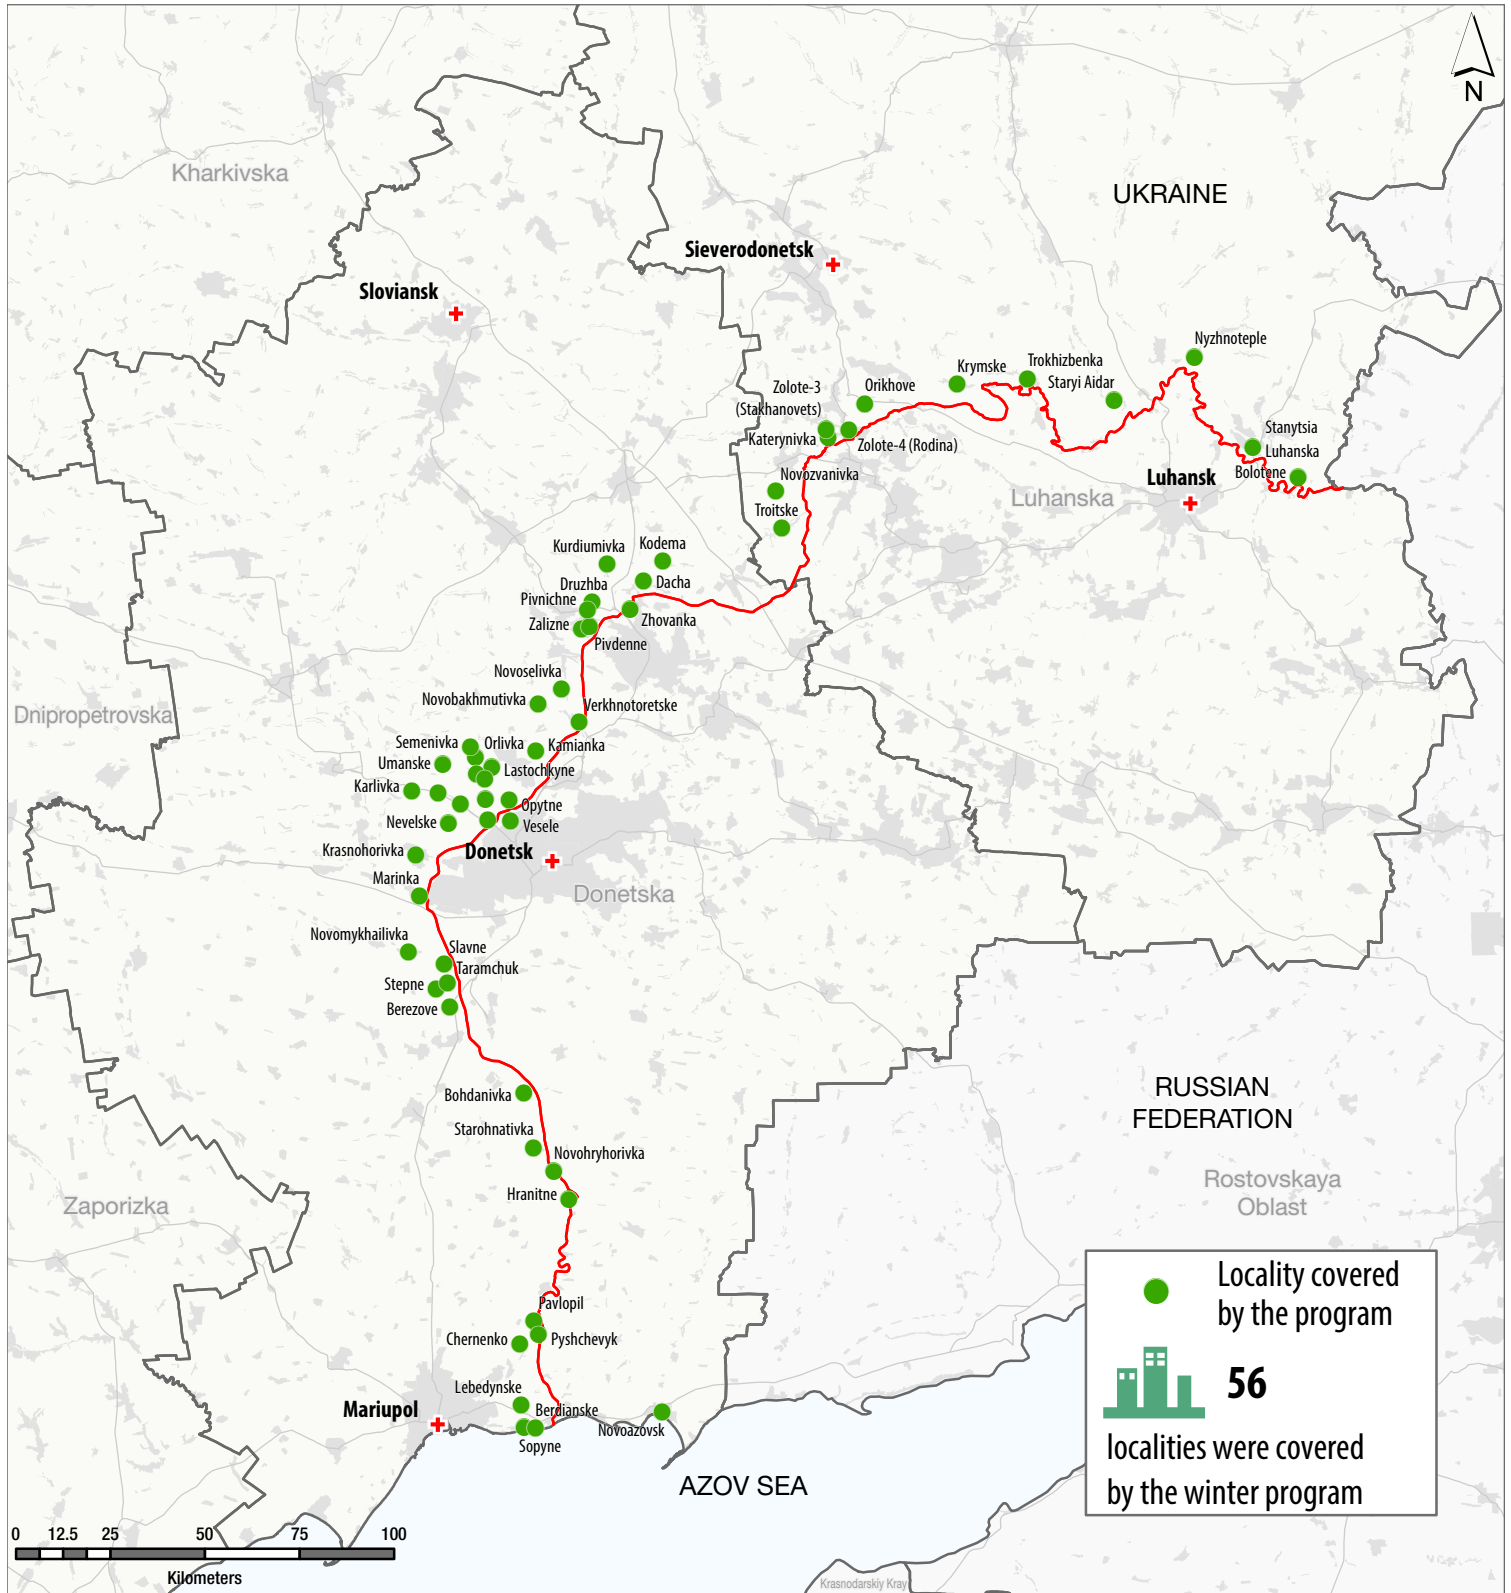 N
Kharkivska
UKRAINE
Sieverodonetsk
Sloviansk
Nyzhnoteple
Trokhizbenka
Krymske
Staryi Aidar
Orikhove
Zolote-3
(Stakhanovets)
Katerynivka
Zolote-4 (Rodina)
Stanytsia
Luhanska
Bolotene
Novozvanivka
Luhansk
Luhanska
Troitske
Kurdiumivka
Kodema
Druzhba
Dacha
Pivnichne
Zalizne
Zhovanka
Pivdenne
Novoselivka
Novobakhmutivka
Verkhnotoretske
Dnipropetrovska
Semenivka
Orlivka
Kamianka
Umanske
Lastochkyne
Karlivka
Opytne
Nevelske
Vesele
Krasnohorivka
Donetsk
Marinka
Donetska
Novomykhailivka
Slavne
Taramchuk
Stepne
Berezove
Bohdanivka
RUSSIAN
FEDERATION
Starohnativka
Novohryhorivka
Hranitne
Zaporizka
Rostovskaya
Oblast
Pavlopil
Chernenko
Pyshchevyk
Lebedynske
Mariupol
Berdianske
Sopyne
Novoazovsk
AZOV SEA
Locality covered
by the program
56
localities were covered
by the winter program
0 12.5 25 50 75 100
Kilometers
Krasnodarskiy Kray